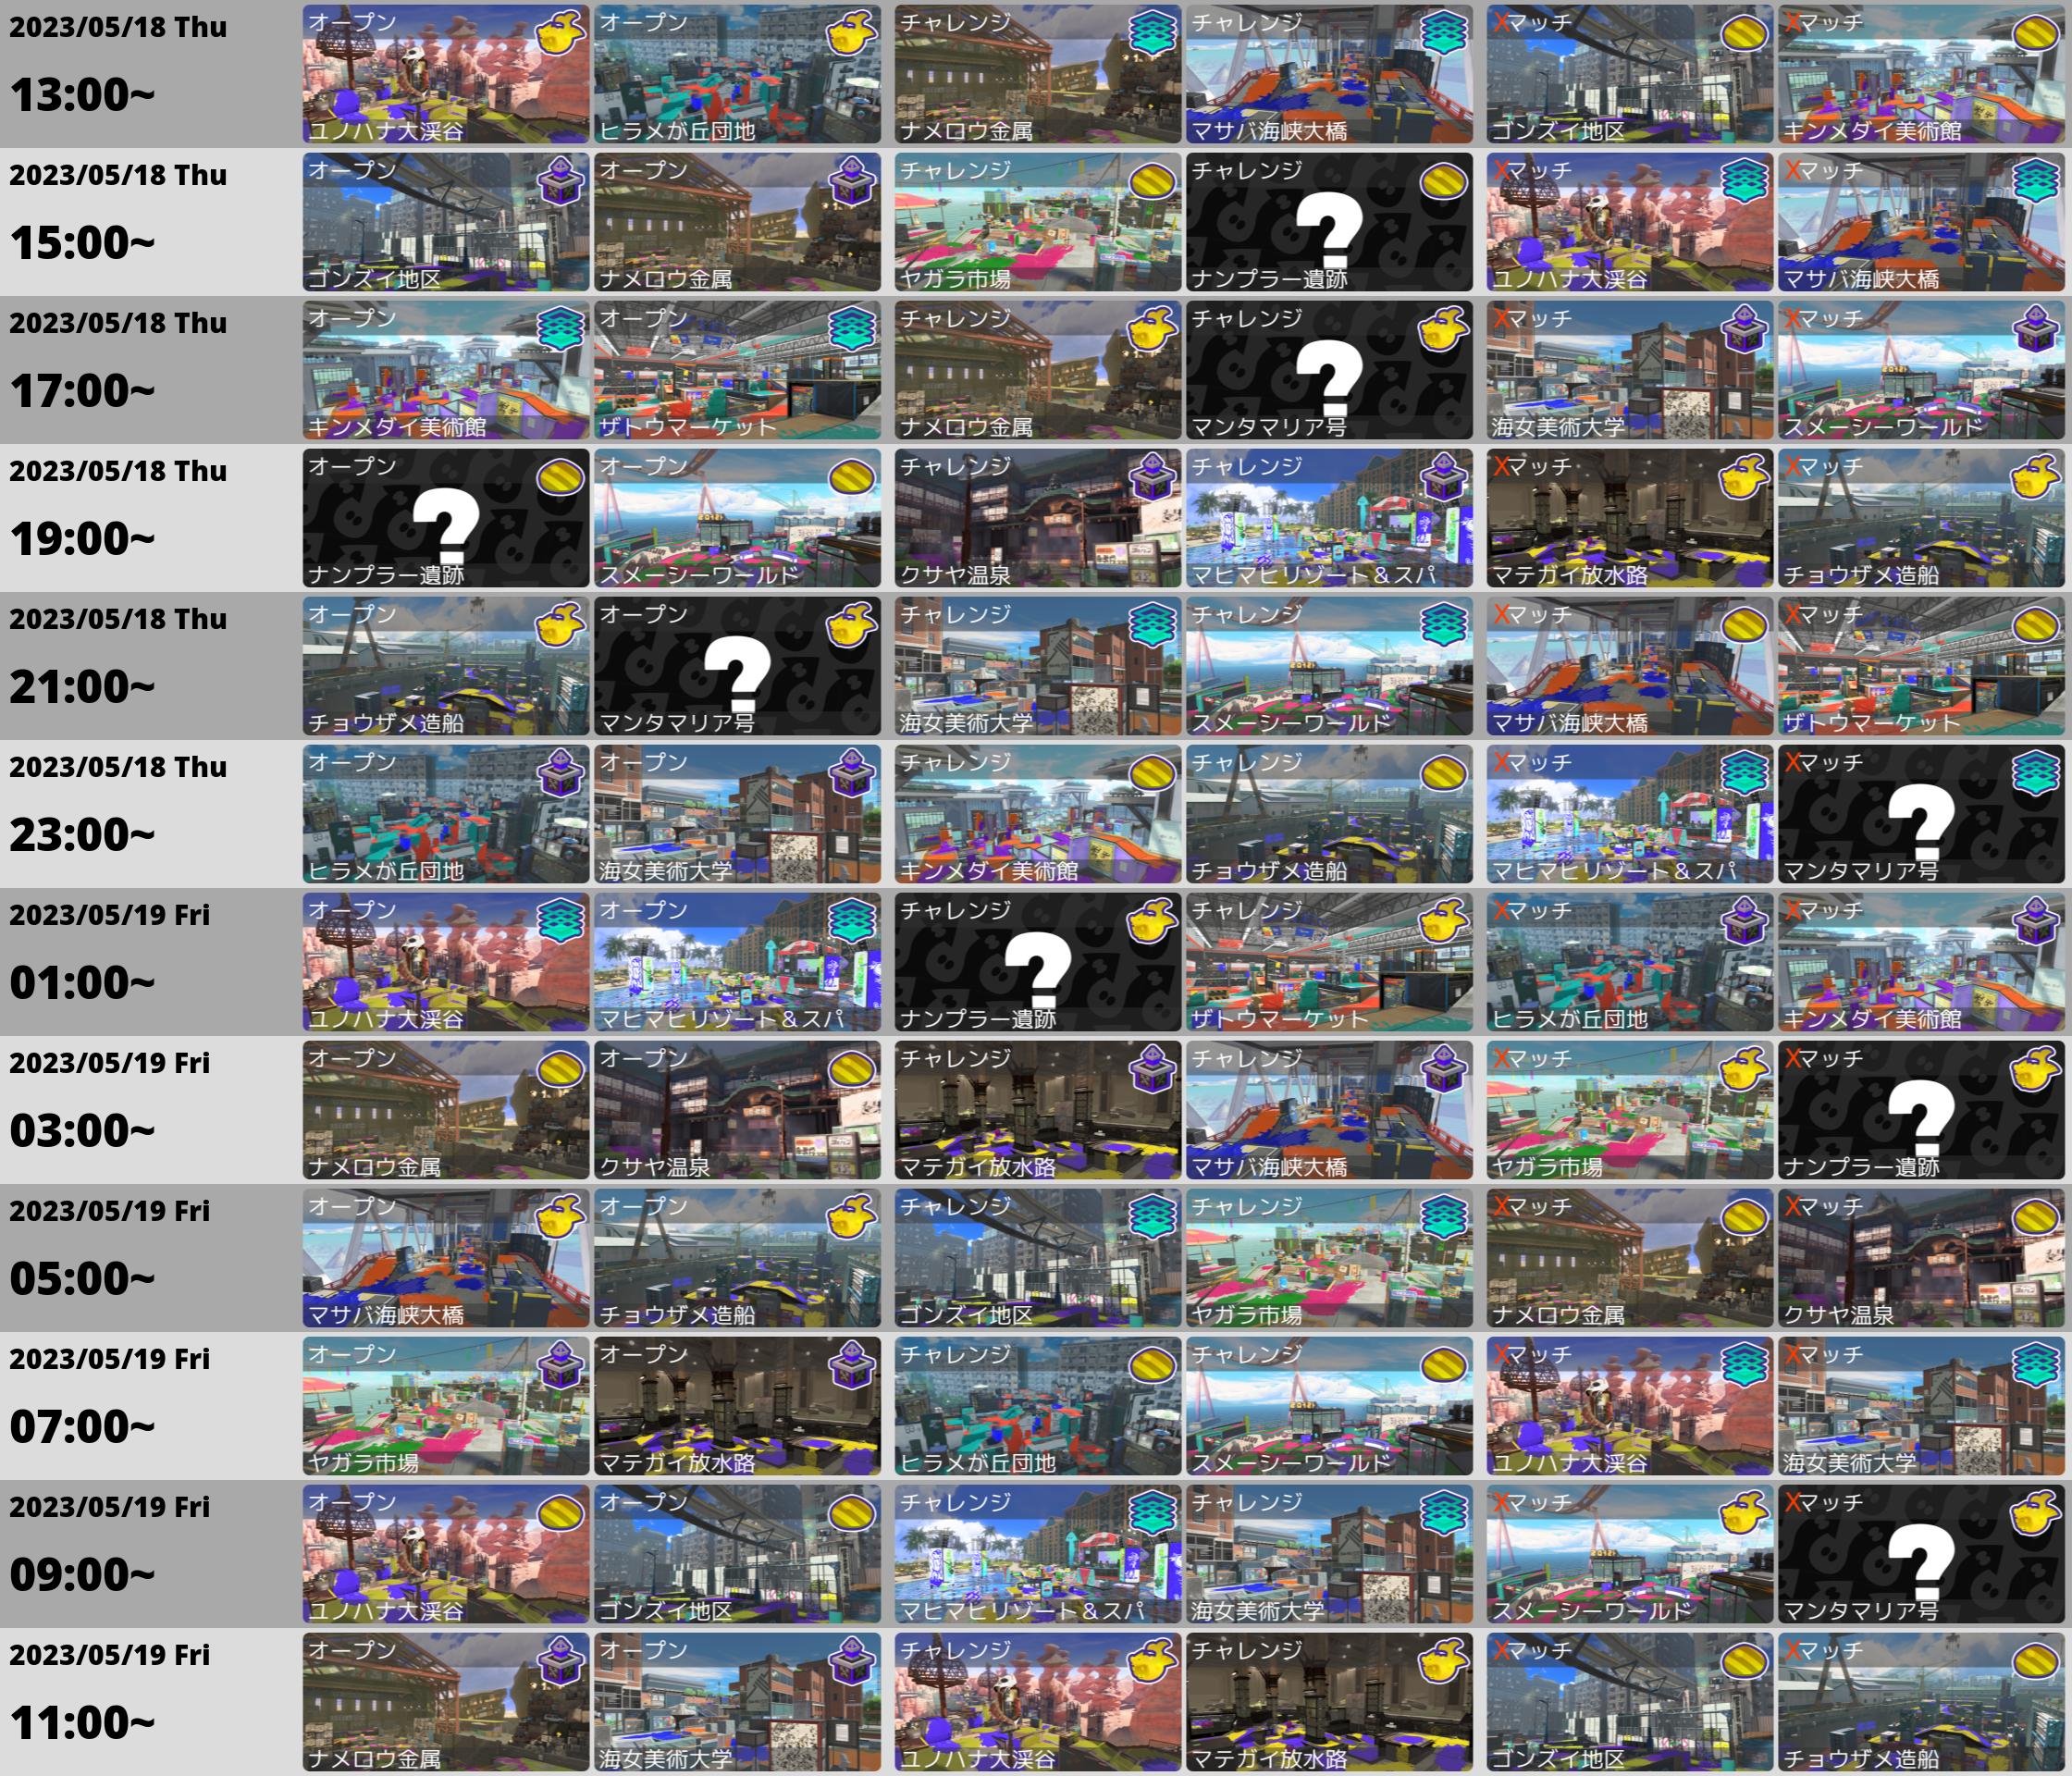 2023/05/18 Thu
13:00~
オープン
ユノハナ大渓谷
オープン
ヒラメが丘団地
チャレンジ
ナメロウ金属
チャレンジ
マサバ海峡大橋
Xマッチ
ゴンズイ地区
Xマッチ
キンメダイ美術館
2023/05/18 Thu
15:00~
オープン
ゴンズイ地区
オープン
ナメロウ金属
チャレンジ
ヤガラ市場
チャレンジ
?
ナンプラー遺跡
Xマッチ
ユノハナ大渓谷
Xマッチ
マサバ海峡大橋
2023/05/18 Thu
17:00~
オープン
キンメダイ美術館
オープン
ザトウマーケット
チャレンジ
ナメロウ金属
チャレンジ
?
マンタマリア号
Xマッチ
海女美術大学
Xマッチ
スメーシーワールド
2023/05/18 Thu
19:00~
オープン
?
ナンプラー遺跡
オープン
スメーシーワールド
チャレンジ
クサヤ温泉
チャレンジ
マヒマヒリゾート＆スパ
Xマッチ
マテガイ放水路
Xマッチ
チョウザメ造船
2023/05/18 Thu
21:00~
オープン
チョウザメ造船
オープン
?
マンタマリア号
チャレンジ
海女美術大学
チャレンジ
スメーシーワールド
Xマッチ
マサバ海峡大橋
Xマッチ
ザトウマーケット
2023/05/18 Thu
23:00~
オープン
ヒラメが丘団地
オープン
海女美術大学
チャレンジ
キンメダイ美術館
チャレンジ
チョウザメ造船
Xマッチ
マヒマヒリゾート＆スパ
Xマッチ
?
マンタマリア号
2023/05/19 Fri
01:00~
オープン
ユノハナ大渓谷
オープン
マヒマヒリゾート＆スパ
チャレンジ
?
ナンプラー遺跡
チャレンジ
ザトウマーケット
Xマッチ
ヒラメが丘団地
Xマッチ
キンメダイ美術館
2023/05/19 Fri
03:00~
オープン
ナメロウ金属
オープン
クサヤ温泉
チャレンジ
マテガイ放水路
チャレンジ
マサバ海峡大橋
Xマッチ
ヤガラ市場
Xマッチ
?
ナンプラー遺跡
2023/05/19 Fri
05:00~
オープン
マサバ海峡大橋
オープン
チョウザメ造船
チャレンジ
ゴンズイ地区
チャレンジ
ヤガラ市場
Xマッチ
ナメロウ金属
Xマッチ
クサヤ温泉
2023/05/19 Fri
07:00~
オープン
ヤガラ市場
オープン
マテガイ放水路
チャレンジ
ヒラメが丘団地
チャレンジ
スメーシーワールド
Xマッチ
ユノハナ大渓谷
Xマッチ
海女美術大学
2023/05/19 Fri
09:00~
オープン
ユノハナ大渓谷
オープン
ゴンズイ地区
チャレンジ
マヒマヒリゾート＆スパ
チャレンジ
海女美術大学
Xマッチ
スメーシーワールド
Xマッチ
?
マンタマリア号
2023/05/19 Fri
11:00~
オープン
ナメロウ金属
オープン
海女美術大学
チャレンジ
ユノハナ大渓谷
チャレンジ
マテガイ放水路
Xマッチ
ゴンズイ地区
Xマッチ
チョウザメ造船